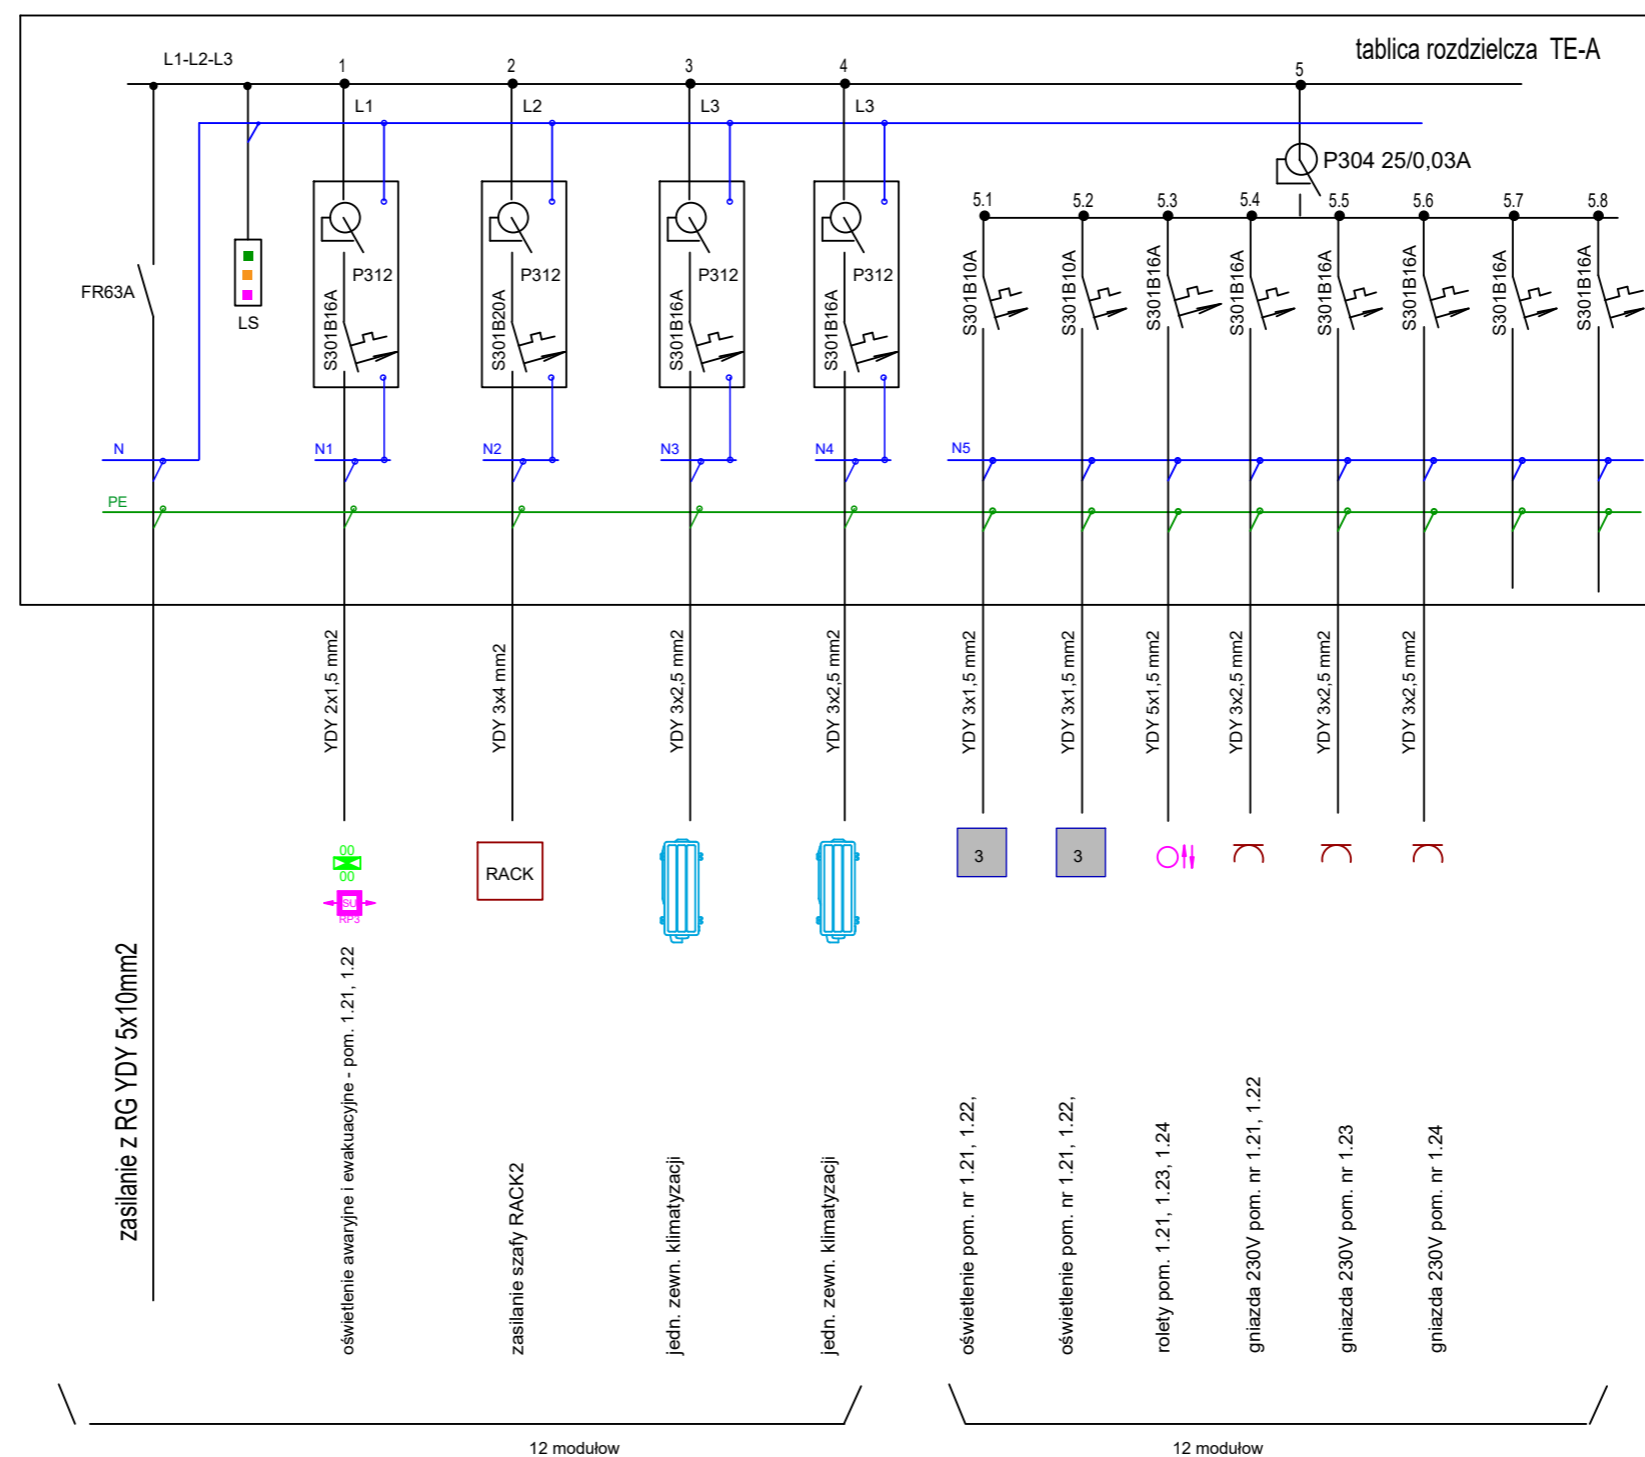 tablica rozdzielcza TE-A
L1-L2-L3
1
2
3
4
5
L1
L2
L3
L3
P304 25/0,03A
5.1
5.2
5.3
5.4
5.5
5.6
5.7
5.8
FR63A
LS
P312
P312
P312
P312
S301B16A
S301B20A
S301B16A
S301B16A
S301B10A
S301B10A
S301B16A
S301B16A
S301B16A
S301B16A
S301B16A
S301B16A
N
N1
N2
N3
N4
N5
PE
YDY 2x1,5 mm2
YDY 3x4 mm2
YDY 3x2,5 mm2
YDY 3x2,5 mm2
YDY 3x1,5 mm2
YDY 3x1,5 mm2
YDY 5x1,5 mm2
YDY 3x2,5 mm2
YDY 3x2,5 mm2
YDY 3x2,5 mm2
00
00
SU
RP3
RACK
3
3
zasilanie z RG YDY 5x10mm2
oświetlenie awaryjne i ewakuacyjne - pom. 1.21, 1.22
zasilanie szafy RACK2
jedn. zewn. klimatyzacji
jedn. zewn. klimatyzacji
oświetlenie pom. nr 1.21, 1.22,
oświetlenie pom. nr 1.21, 1.22,
rolety pom. 1.21, 1.23, 1.24
gniazda 230V pom. nr 1.21, 1.22
gniazda 230V pom. nr 1.23
gniazda 230V pom. nr 1.24
12 modułow
12 modułow